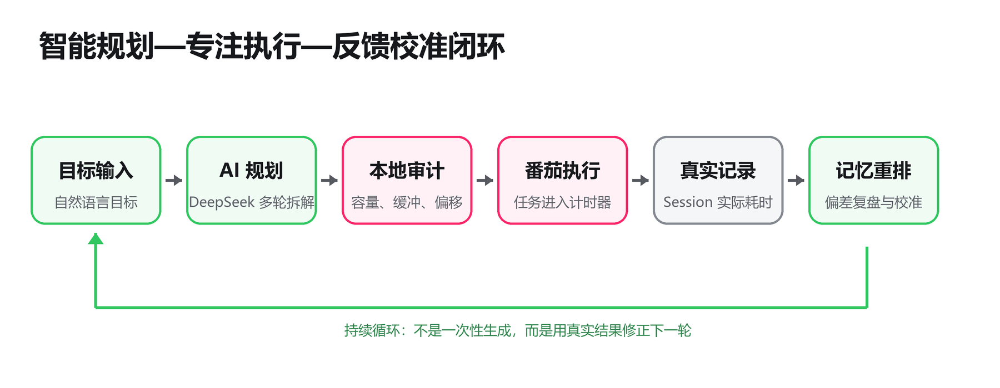 智能规划—专注执行—反馈校准闭环
目标输入
自然语言目标
AI 规划
DeepSeek 多轮拆解
本地审计
容量、缓冲、偏移
番茄执行
任务进入计时器
真实记录
Session 实际耗时
记忆重排
偏差复盘与校准
持续循环：不是一次性生成，而是用真实结果修正下一轮